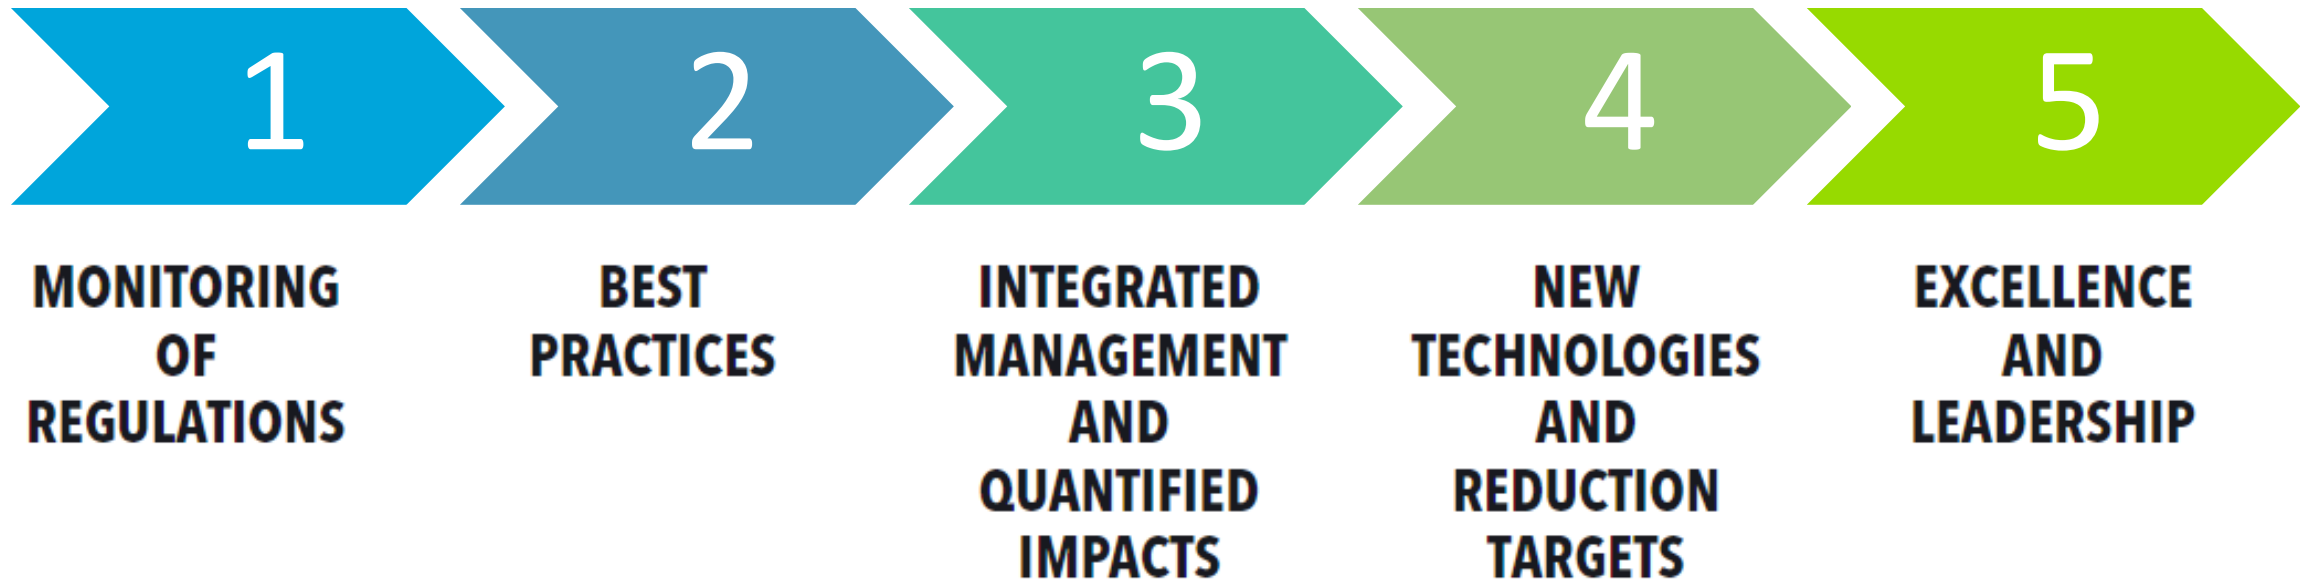 1
MONITORING
OF
REGULATIONS
2
BEST
PRACTICES
3
INTEGRATED
MANAGEMENT
AND
QUANTIFIED
IMPACTS
4
NEW
TECHNOLOGIES
AND
REDUCTION
TARGETS
5
EXCELLENCE
AND
LEADERSHIP